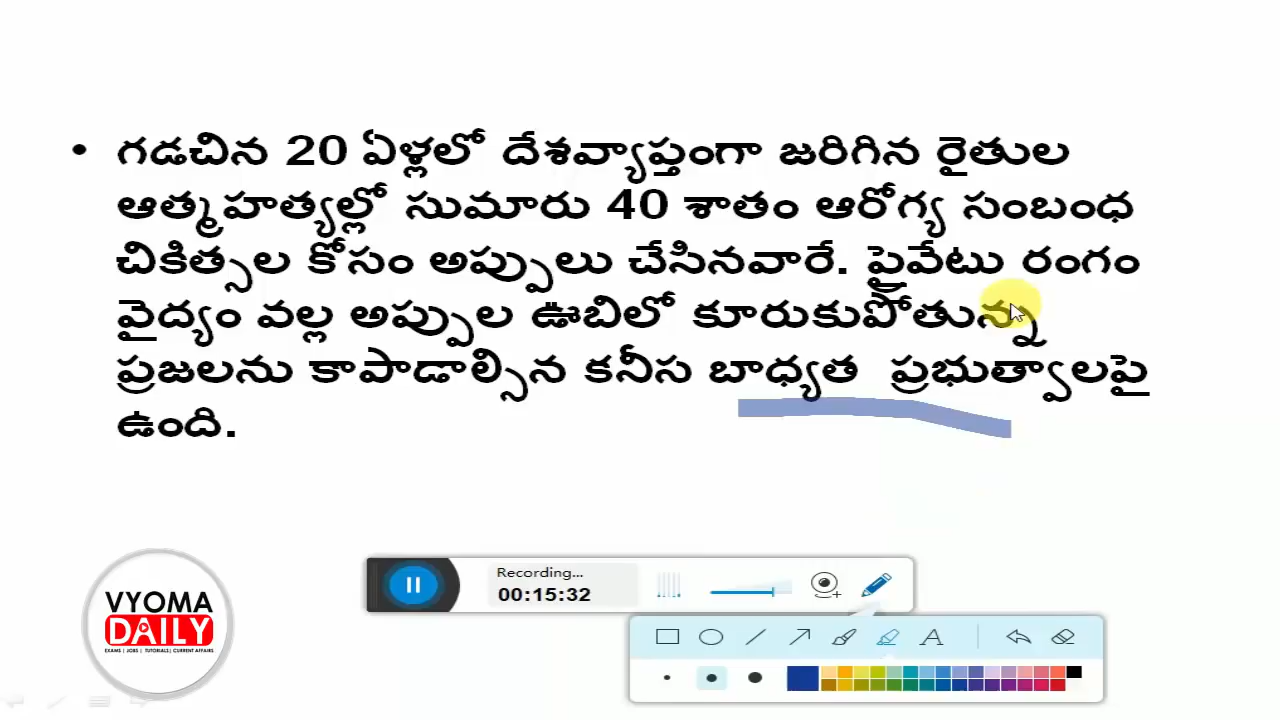 • గడచిన 20 ఏళ్లలో దేశవ్యాప్తంగా జరిగిన రైతుల
ఆత్మహత్యల్లో సుమారు 40 శాతం ఆరోగ్య సంబంధ
చికిత్సల కోసం అప్పులు చేసినవారే. ప్రైవేటు రంగం
వైద్యం వల్ల అప్పుల ఊబిలో కూరుకుపోతున్న
ప్రజలను కాపాడాల్సిన కనీస బాధ్యత ప్రభుత్వాలపై
ఉంది.
VYOMA
DAILY
EXAMS | JOBS | TUTORIALS | CURRENT AFFAIRS
Recording...
00:15:32
A